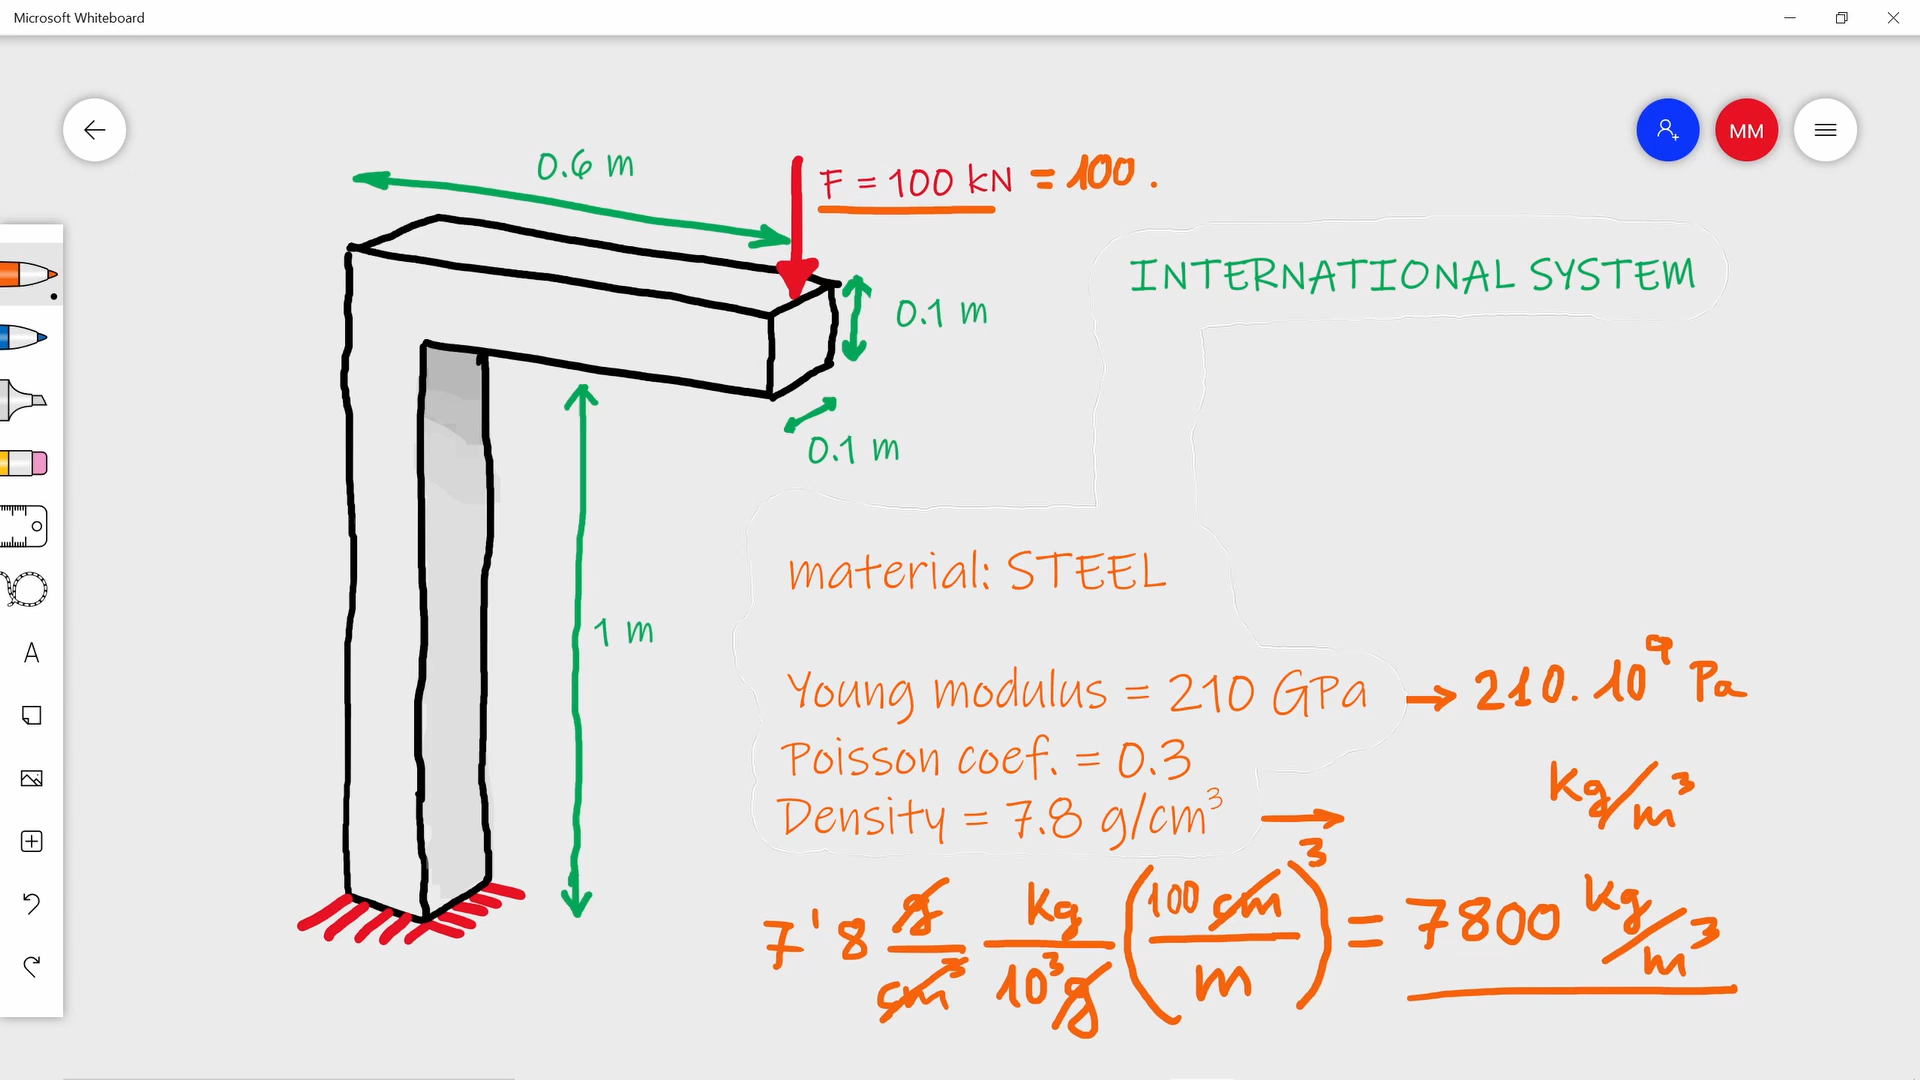 Microsoft Whiteboard
MM
0.6 m
F = 100 kN = 100 .
INTERNATIONAL SYSTEM
0.1 m
0.1 m
material: STEEL
1 m
Young modulus = 210 GPa → 210 . 10⁹ Pa
Poisson coef. = 0.3
Kg/m³
Density = 7.8 g/cm³ →
7'8 g/cm³ Kg/10³g (100 cm/m)³ = 7800 Kg/m³